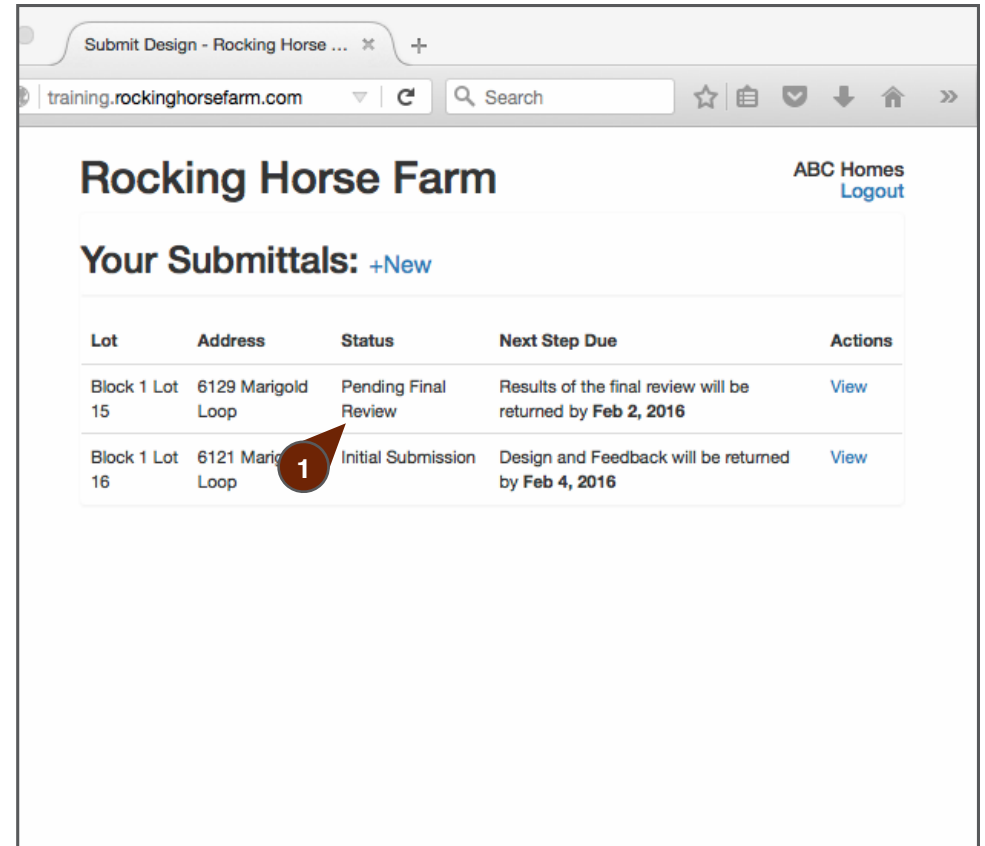 Submit Design - Rocking Horse ...
training.rockinghorsefarm.com
Search
Rocking Horse Farm
ABC Homes
Logout
Your Submittals: +New
Lot Address Status Next Step Due Actions
Block 1 Lot 6129 Marigold Pending Final Results of the final review will be View
15 Loop Review returned by Feb 2, 2016
Block 1 Lot 6121 Initial Submission Design and Feedback will be returned View
16 Loop by Feb 4, 2016
1